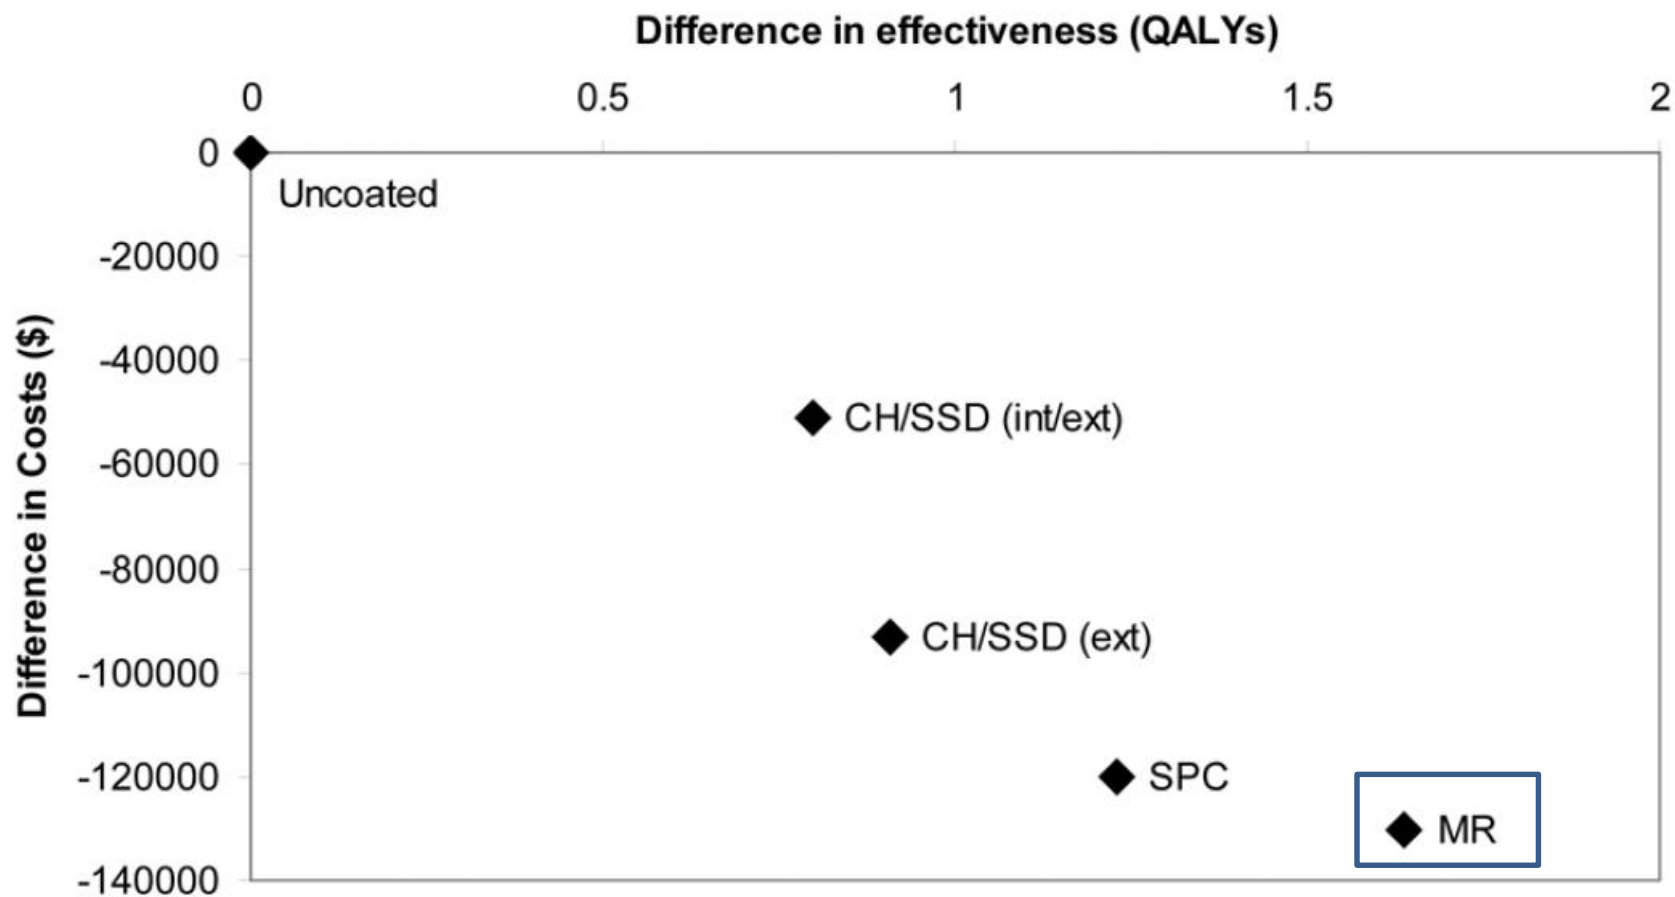 Difference in effectiveness (QALYs)
0 0.5 1 1.5 2
0
Uncoated
-20000
-40000
CH/SSD (int/ext)
-60000
-80000
CH/SSD (ext)
-100000
-120000
SPC
MR
-140000
Difference in Costs ($)